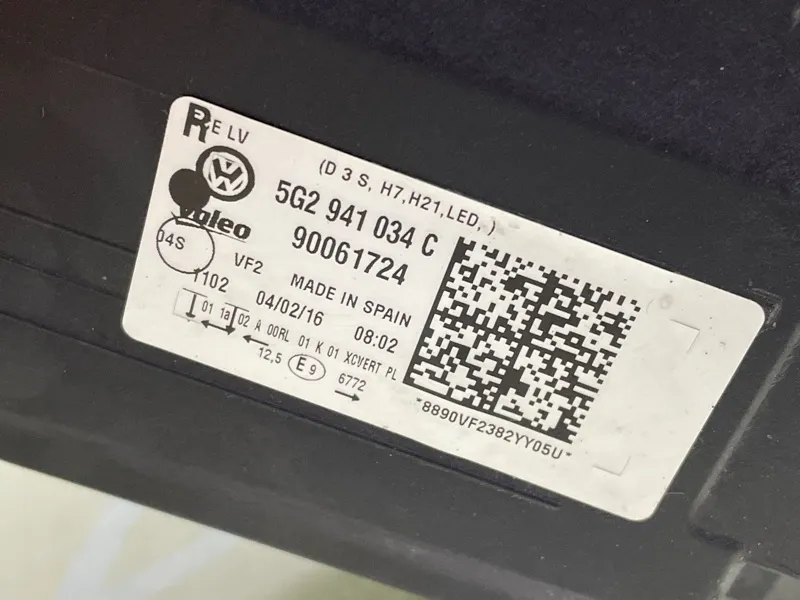 RE LV
(D 3 S, H7,H21,LED, )
5G2 941 034 C
Valeo
90061724
04S
VF2
MADE IN SPAIN
1102
04/02/16 08:02
01 1a 02 A 00RL 01 K 01 XCVERT PL
12,5 E 9 6772
*8890VF2382YY05U*